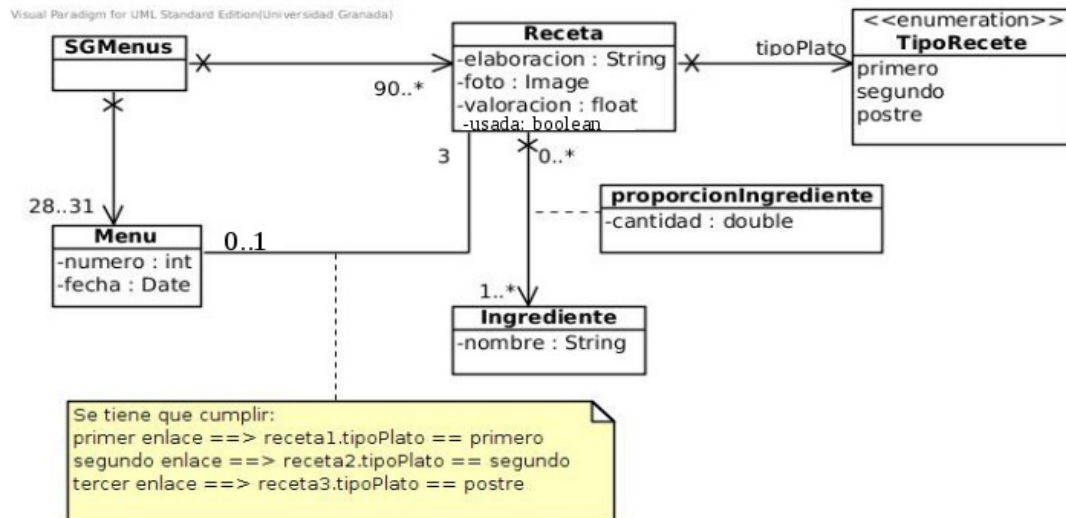 Visual Paradigm for UML Standard Edition(Universidad Granada)
SGMenus
90..*
28..31
Receta
-elaboracion : String
-foto : Image
-valoracion : float
-usada: boolean
tipoPlato
<<enumeration>>
TipoRecete
primero
segundo
postre
3
0..*
proporcionIngrediente
-cantidad : double
Menu
-numero : int
-fecha : Date
0..1
1..*
Ingrediente
-nombre : String
Se tiene que cumplir:
primer enlace ==> receta1.tipoPlato == primero
segundo enlace ==> receta2.tipoPlato == segundo
tercer enlace ==> receta3.tipoPlato == postre